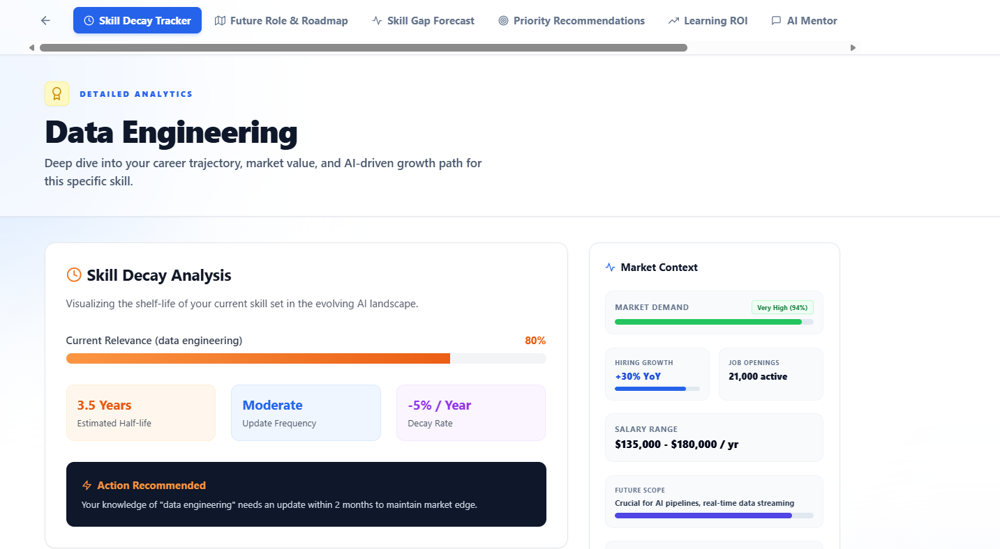 Skill Decay Tracker
Future Role & Roadmap
Skill Gap Forecast
Priority Recommendations
Learning ROI
AI Mentor
DETAILED ANALYTICS
Data Engineering
Deep dive into your career trajectory, market value, and AI-driven growth path for
this specific skill.
Skill Decay Analysis
Visualizing the shelf-life of your current skill set in the evolving AI landscape.
Current Relevance (data engineering)
80%
3.5 Years
Estimated Half-life
Moderate
Update Frequency
-5% / Year
Decay Rate
Action Recommended
Your knowledge of "data engineering" needs an update within 2 months to maintain market edge.
Market Context
MARKET DEMAND
Very High (94%)
HIRING GROWTH
+30% YoY
JOB OPENINGS
21,000 active
SALARY RANGE
$135,000 - $180,000 / yr
FUTURE SCOPE
Crucial for AI pipelines, real-time data streaming